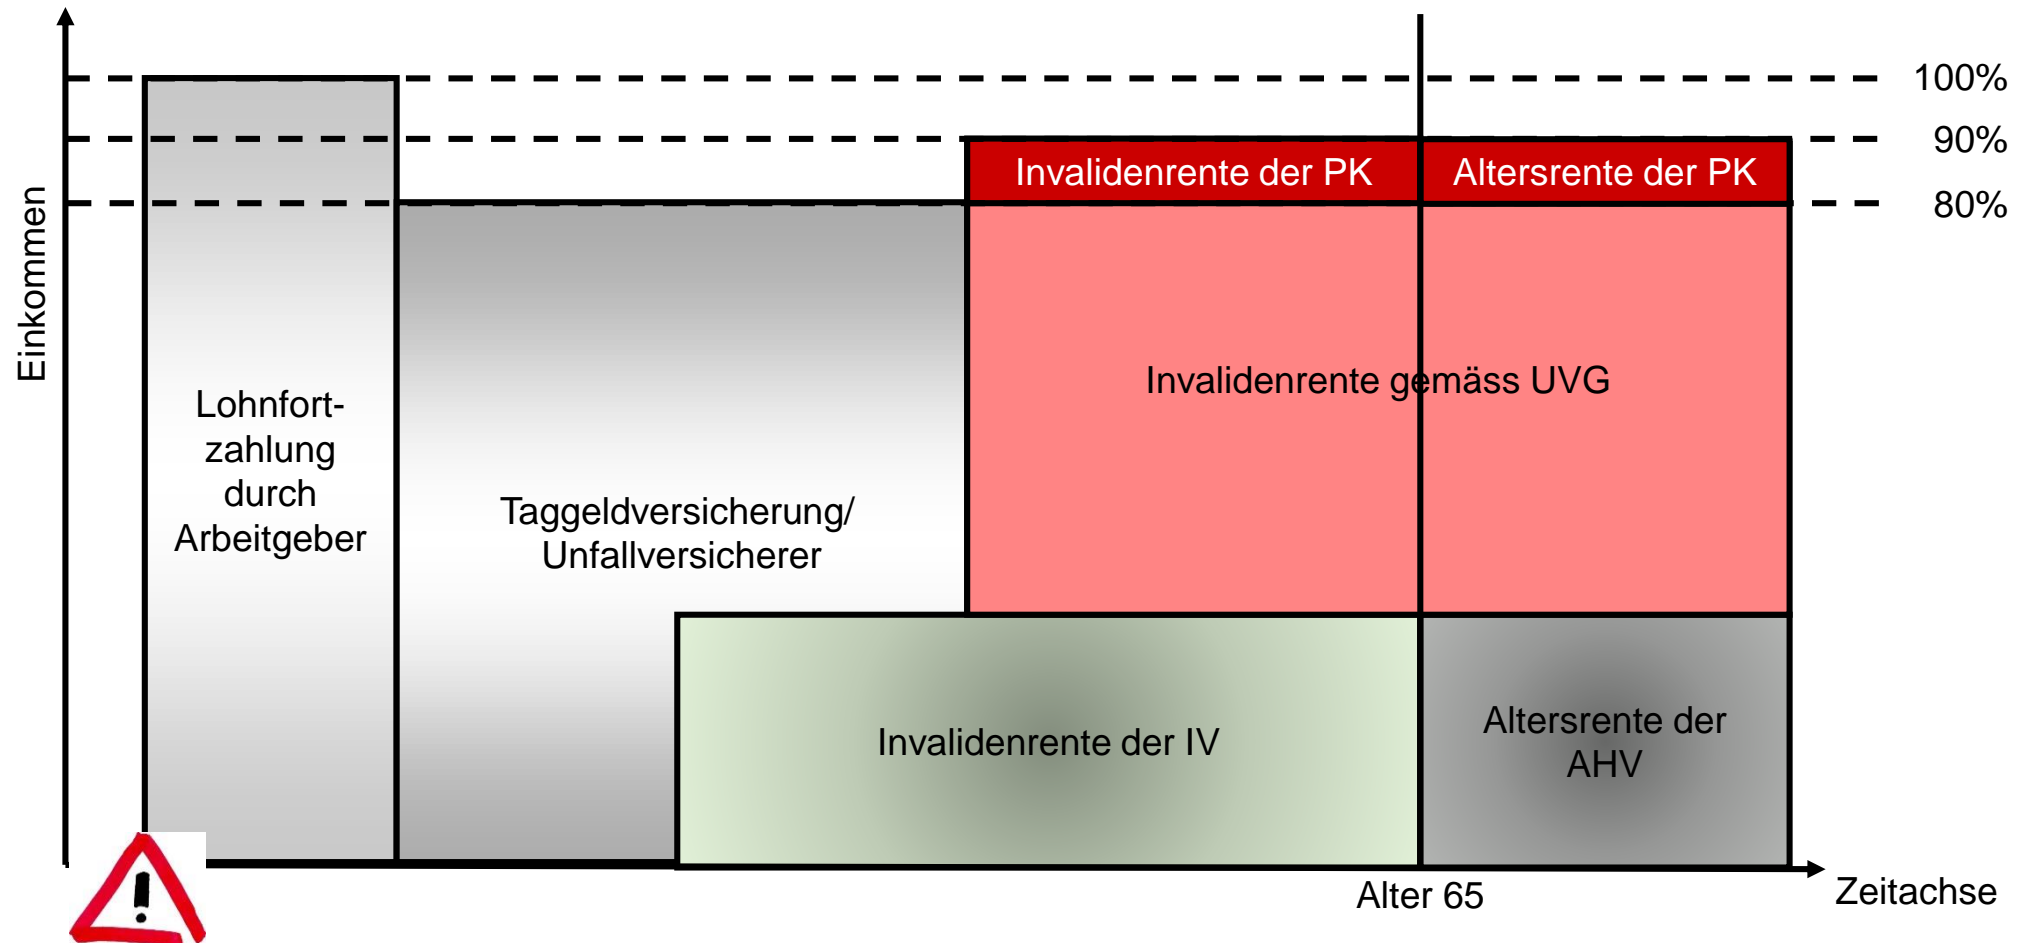 100%
90%
80%
Einkommen
Invalidenrente der PK
Altersrente der PK
Invalidenrente gemäss UVG
Lohnfort-
zahlung
durch
Arbeitgeber
Taggeldversicherung/
Unfallversicherer
Invalidenrente der IV
Altersrente der
AHV
Alter 65
Zeitachse
!